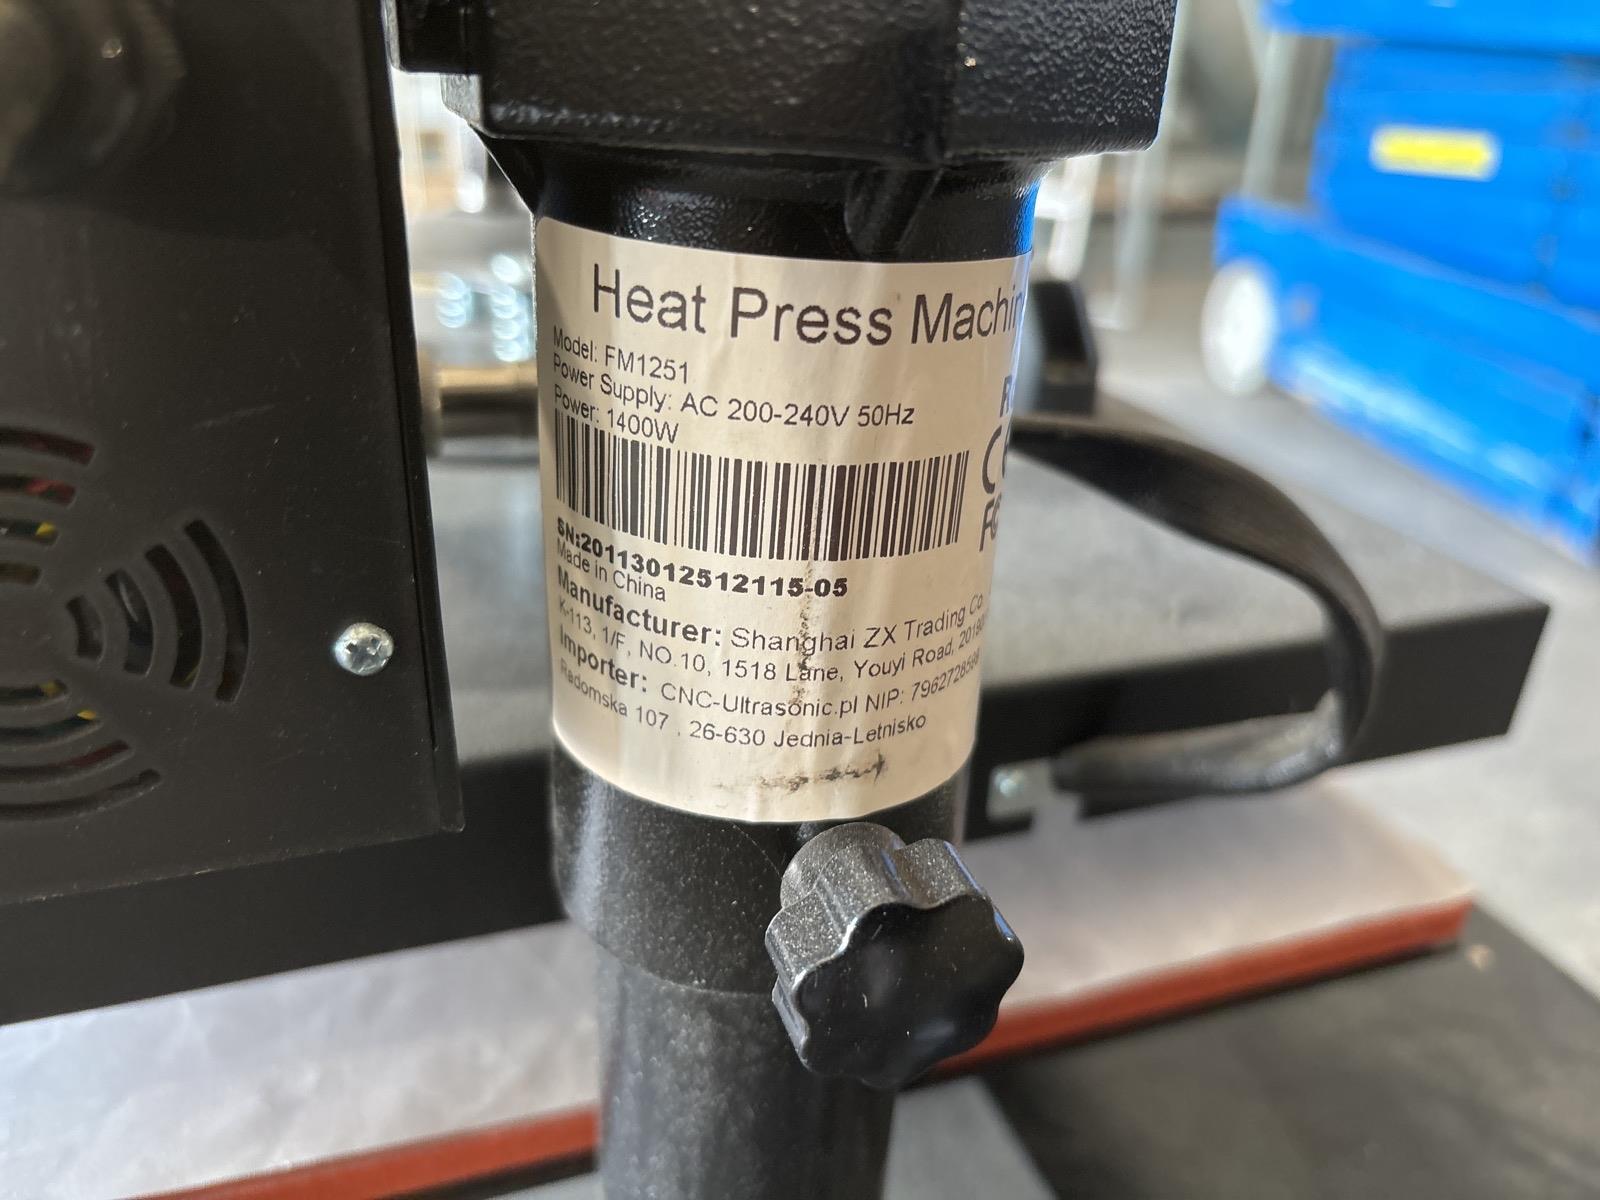 Heat Press Machin
Model: FM1251
Power Supply: AC 200-240V 50Hz
Power: 1400W
SN:20113012512115-05
Made in China
Manufacturer: Shanghai ZX Trading Co
K-113, 1/F, NO.10, 1518 Lane, Youyi Road,
Importer: CNC-Ultrasonic.pl NIP:
Radomska 107 , 26-630 Jednia-Letnisko